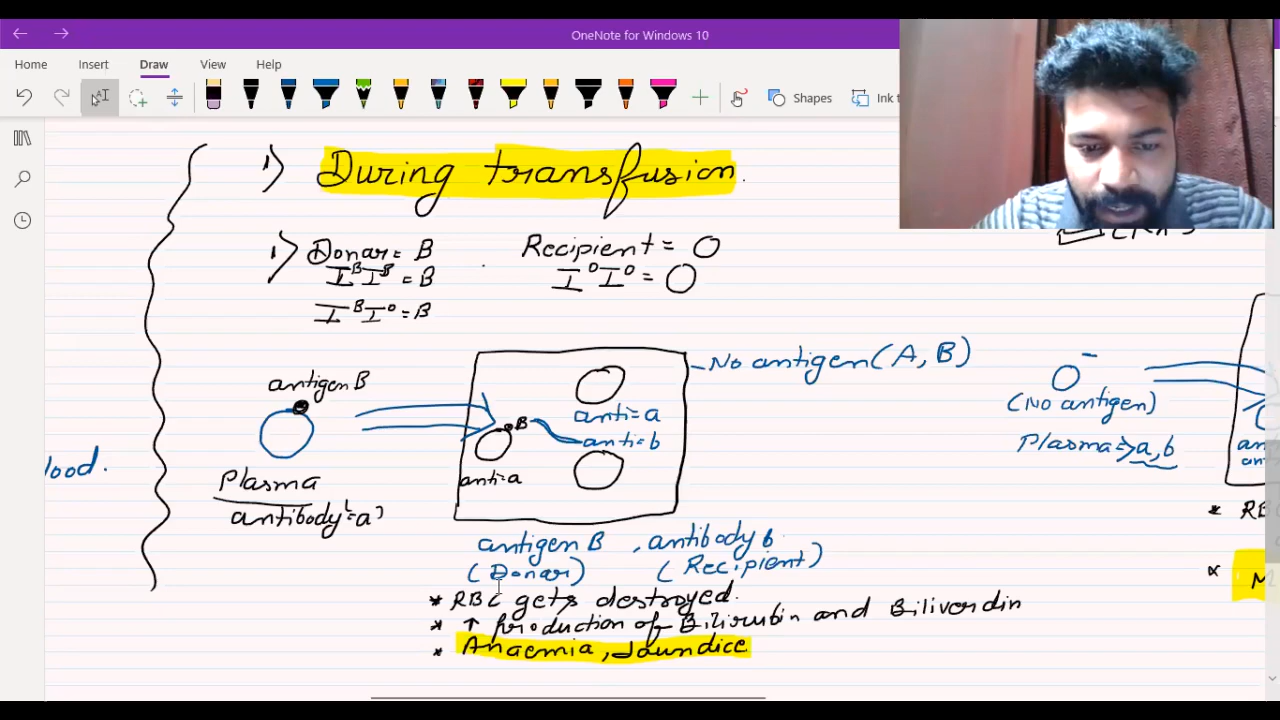 OneNote for Windows 10
Home Insert Draw View Help
Shapes
Ink t
1) During transfusion.
1) Donar = B
Recipient = O
I^B I^B = B
I^O I^O = O
I^B I^O = B
No antigen (A, B)
antigen B
anti = a
B
anti = b
anti = a
Plasma
antibody 'a'
lood.
(No antigen)
Plasma => a, b
antigen B , antibody b
(Donar) (Recipient)
* RBC gets destroyed.
* ↑ production of Bilirubin and Biliverdin
* Anaemia, Jaundice
* RB
* M